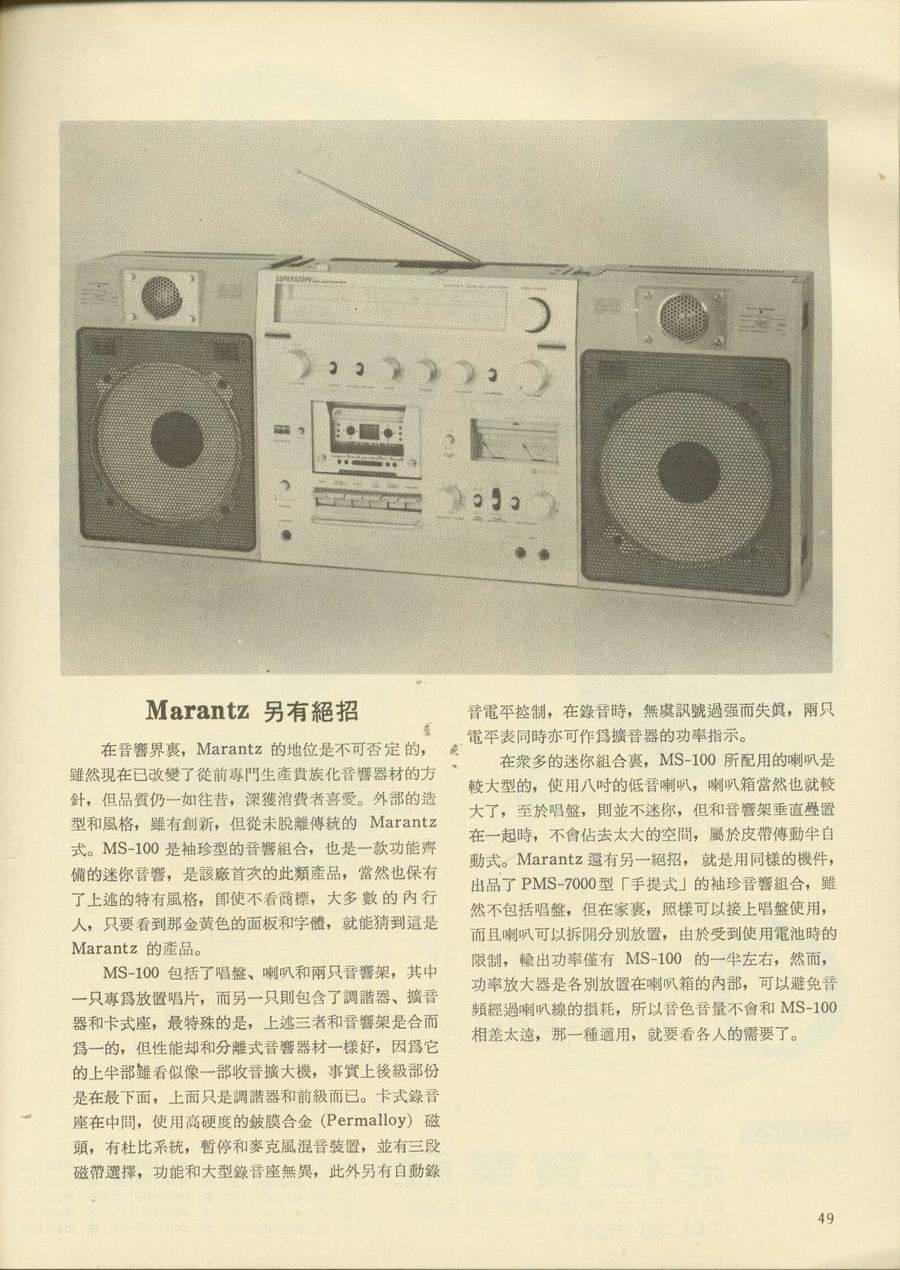 SUPERSCOPE
super hard permalloy head
Marantz 另有絕招
在音響界裏，Marantz 的地位是不可否定的，
雖然現在已改變了從前專門生產貴族化音響器材的方
針，但品質仍一如往昔，深獲消費者喜愛。外部的造
型和風格，雖有創新，但從未脫離傳統的 Marantz
式。MS-100 是袖珍型的音響組合，也是一款功能齊
備的迷你音響，是該廠首次的此類產品，當然也保有
了上述的特有風格，卽使不看商標，大多數的內行
人，只要看到那金黃色的面板和字體，就能猜到這是
Marantz 的產品。
MS-100 包括了唱盤、喇叭和兩只音響架，其中
一只專爲放置唱片，而另一只則包含了調諧器、擴音
器和卡式座，最特殊的是，上述三者和音響架是合而
爲一的，但性能却和分離式音響器材一樣好，因爲它
的上半部雖看似像一部收音擴大機，事實上後級部份
是在最下面，上面只是調諧器和前級而已。卡式錄音
座在中間，使用高硬度的鈹膜合金 (Permalloy) 磁
頭，有杜比系統，暫停和麥克風混音裝置，並有三段
磁帶選擇，功能和大型錄音座無異，此外另有自動錄
音電平控制，在錄音時，無虞訊號過强而失眞，兩只
電平表同時亦可作爲擴音器的功率指示。
在衆多的迷你組合裏，MS-100 所配用的喇叭是
較大型的，使用八吋的低音喇叭，喇叭箱當然也就較
大了，至於唱盤，則並不迷你，但和音響架垂直疊置
在一起時，不會佔去太大的空間，屬於皮帶傳動半自
動式。Marantz 還有另一絕招，就是用同樣的機件，
出品了 PMS-7000型「手提式」的袖珍音響組合，雖
然不包括唱盤，但在家裏，照樣可以接上唱盤使用，
而且喇叭可以拆開分別放置，由於受到使用電池時的
限制，輸出功率僅有 MS-100 的一半左右，然而，
功率放大器是各別放置在喇叭箱的內部，可以避免音
頻經過喇叭線的損耗，所以音色音量不會和 MS-100
相差太遠，那一種適用，就要看各人的需要了。
49